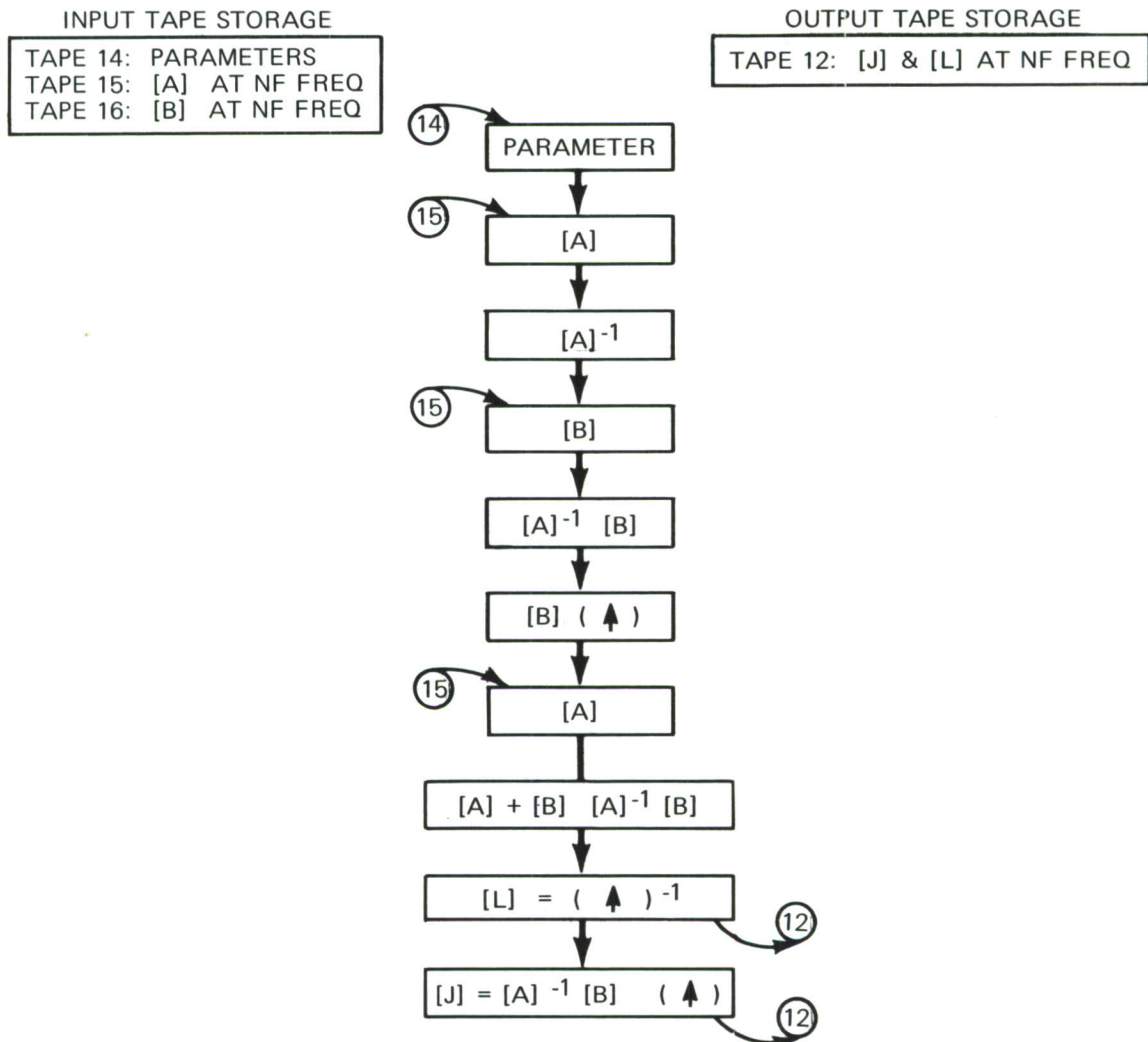 INPUT TAPE STORAGE
TAPE 14: PARAMETERS
TAPE 15: [A] AT NF FREQ
TAPE 16: [B] AT NF FREQ
OUTPUT TAPE STORAGE
TAPE 12: [J] & [L] AT NF FREQ
14
PARAMETER
15
[A]
[A]⁻¹
15
[B]
[A]⁻¹ [B]
[B] ( ↑ )
15
[A]
[A] + [B] [A]⁻¹ [B]
[L] = ( ↑ )⁻¹
12
[J] = [A]⁻¹ [B] ( ↑ )
12